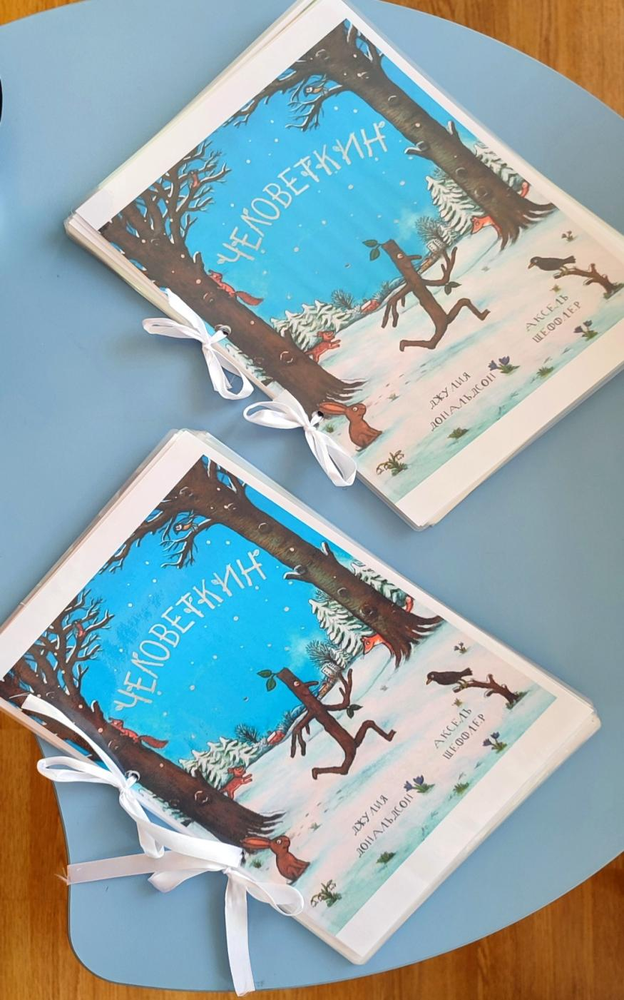 ЧЕЛОВЕТКИН
ДЖУЛИЯ
ДОНАЛЬДСОН
АКСЕЛЬ
ШЕФФЛЕР
ЧЕЛОВЕТКИН
ДЖУЛИЯ
ДОНАЛЬДСОН
АКСЕЛЬ
ШЕФФЛЕР